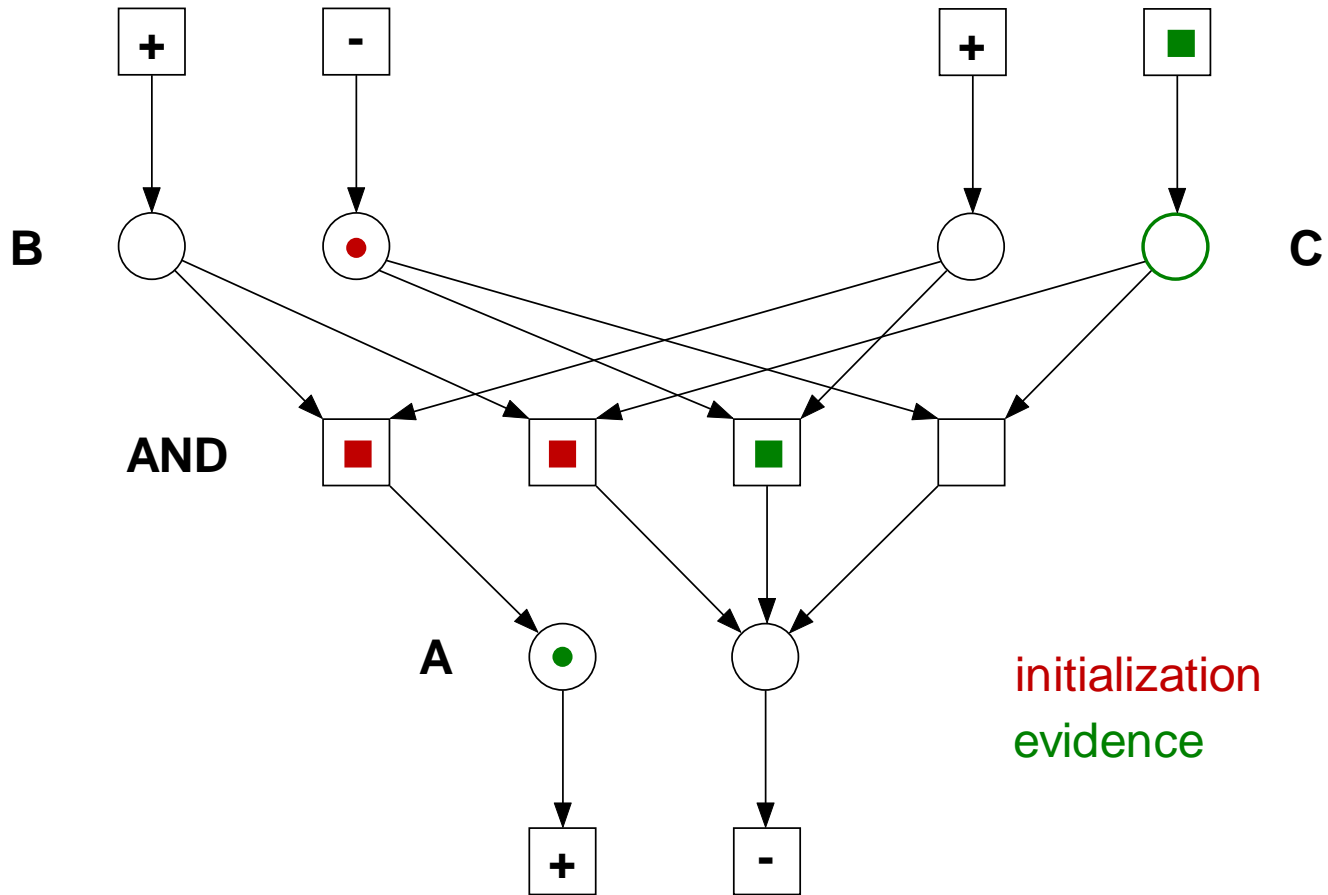 + - +
B C
AND
A
initialization
evidence
+ -